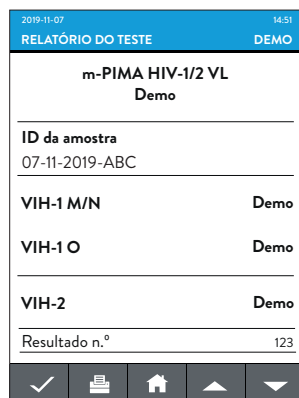 2019-11-07 14:51
RELATÓRIO DO TESTE DEMO
m-PIMA HIV-1/2 VL
Demo
ID da amostra
07-11-2019-ABC
VIH-1 M/N Demo
VIH-1 O Demo
VIH-2 Demo
Resultado n.º 123